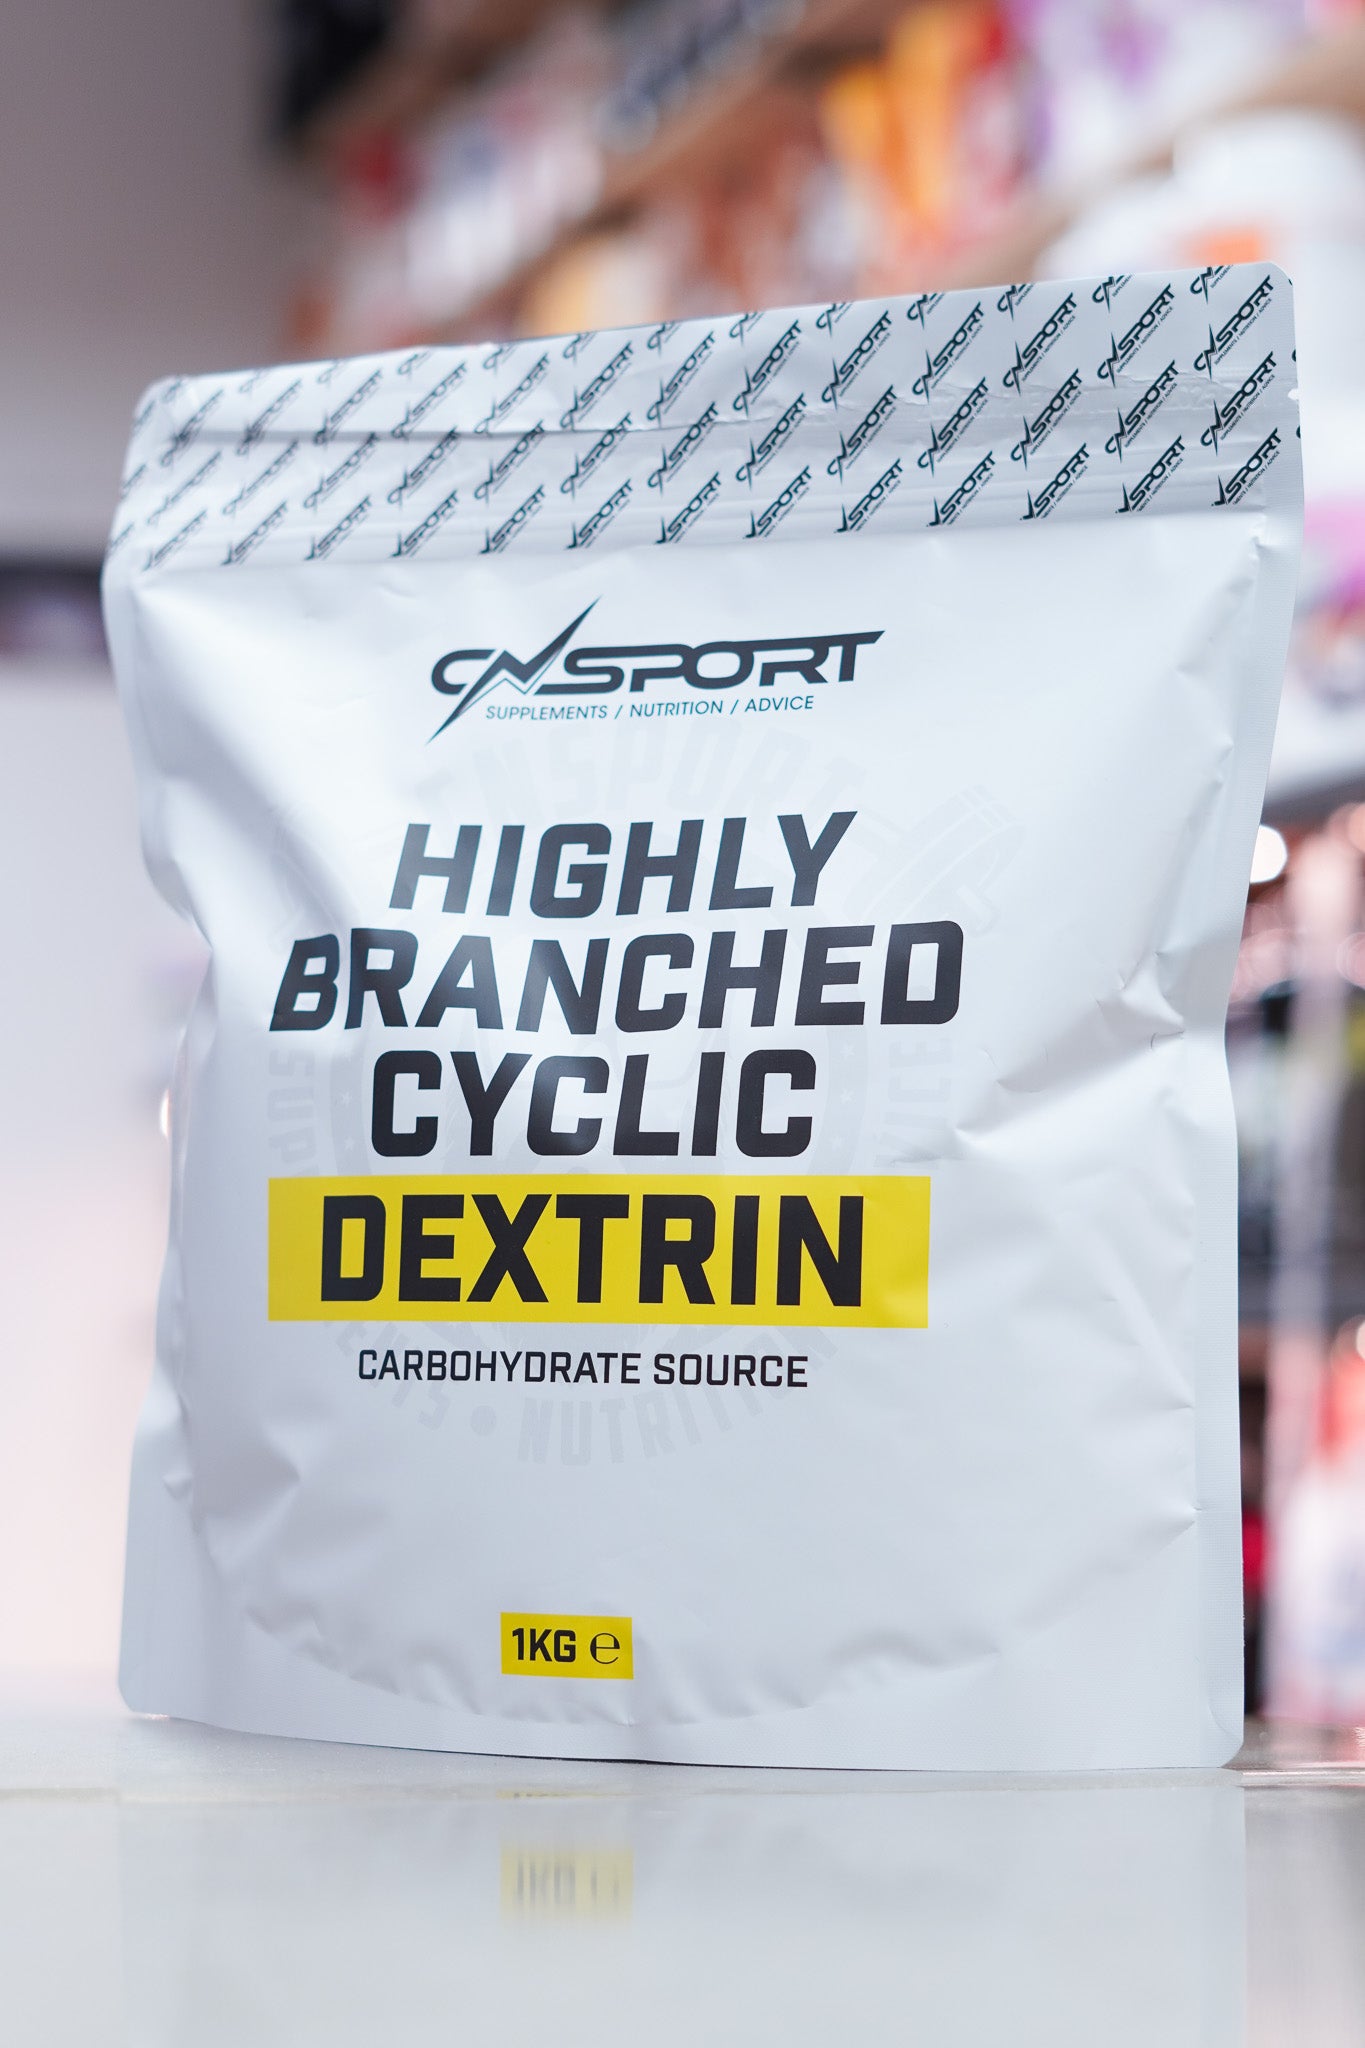 CNSPORT
SUPPLEMENTS / NUTRITION / ADVICE
HIGHLY
BRANCHED
CYCLIC
DEXTRIN
CARBOHYDRATE SOURCE
1KG ℮